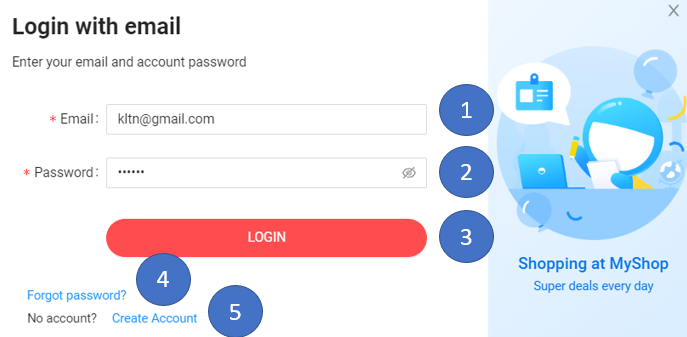 Login with email
Enter your email and account password
* Email : kltn@gmail.com 1
* Password : •••••• 2
LOGIN 3
4
Forgot password?
No account? Create Account 5
X
Shopping at MyShop
Super deals every day